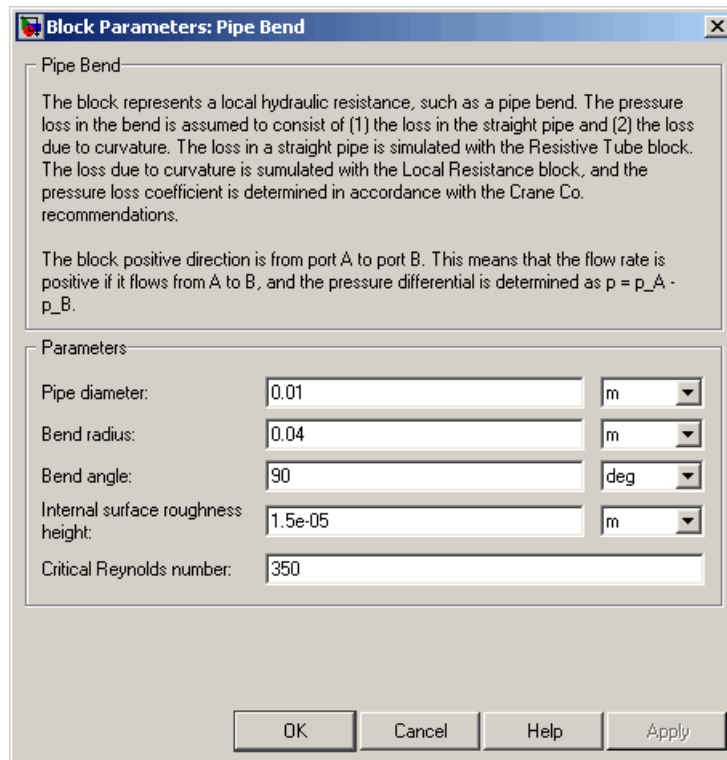 Block Parameters: Pipe Bend
Pipe Bend
The block represents a local hydraulic resistance, such as a pipe bend. The pressure
loss in the bend is assumed to consist of (1) the loss in the straight pipe and (2) the loss
due to curvature. The loss in a straight pipe is simulated with the Resistive Tube block.
The loss due to curvature is sumulated with the Local Resistance block, and the
pressure loss coefficient is determined in accordance with the Crane Co.
recommendations.
The block positive direction is from port A to port B. This means that the flow rate is
positive if it flows from A to B, and the pressure differential is determined as p = p_A -
p_B.
Parameters
Pipe diameter: 0.01 m
Bend radius: 0.04 m
Bend angle: 90 deg
Internal surface roughness
height: 1.5e-05 m
Critical Reynolds number: 350
OK Cancel Help Apply